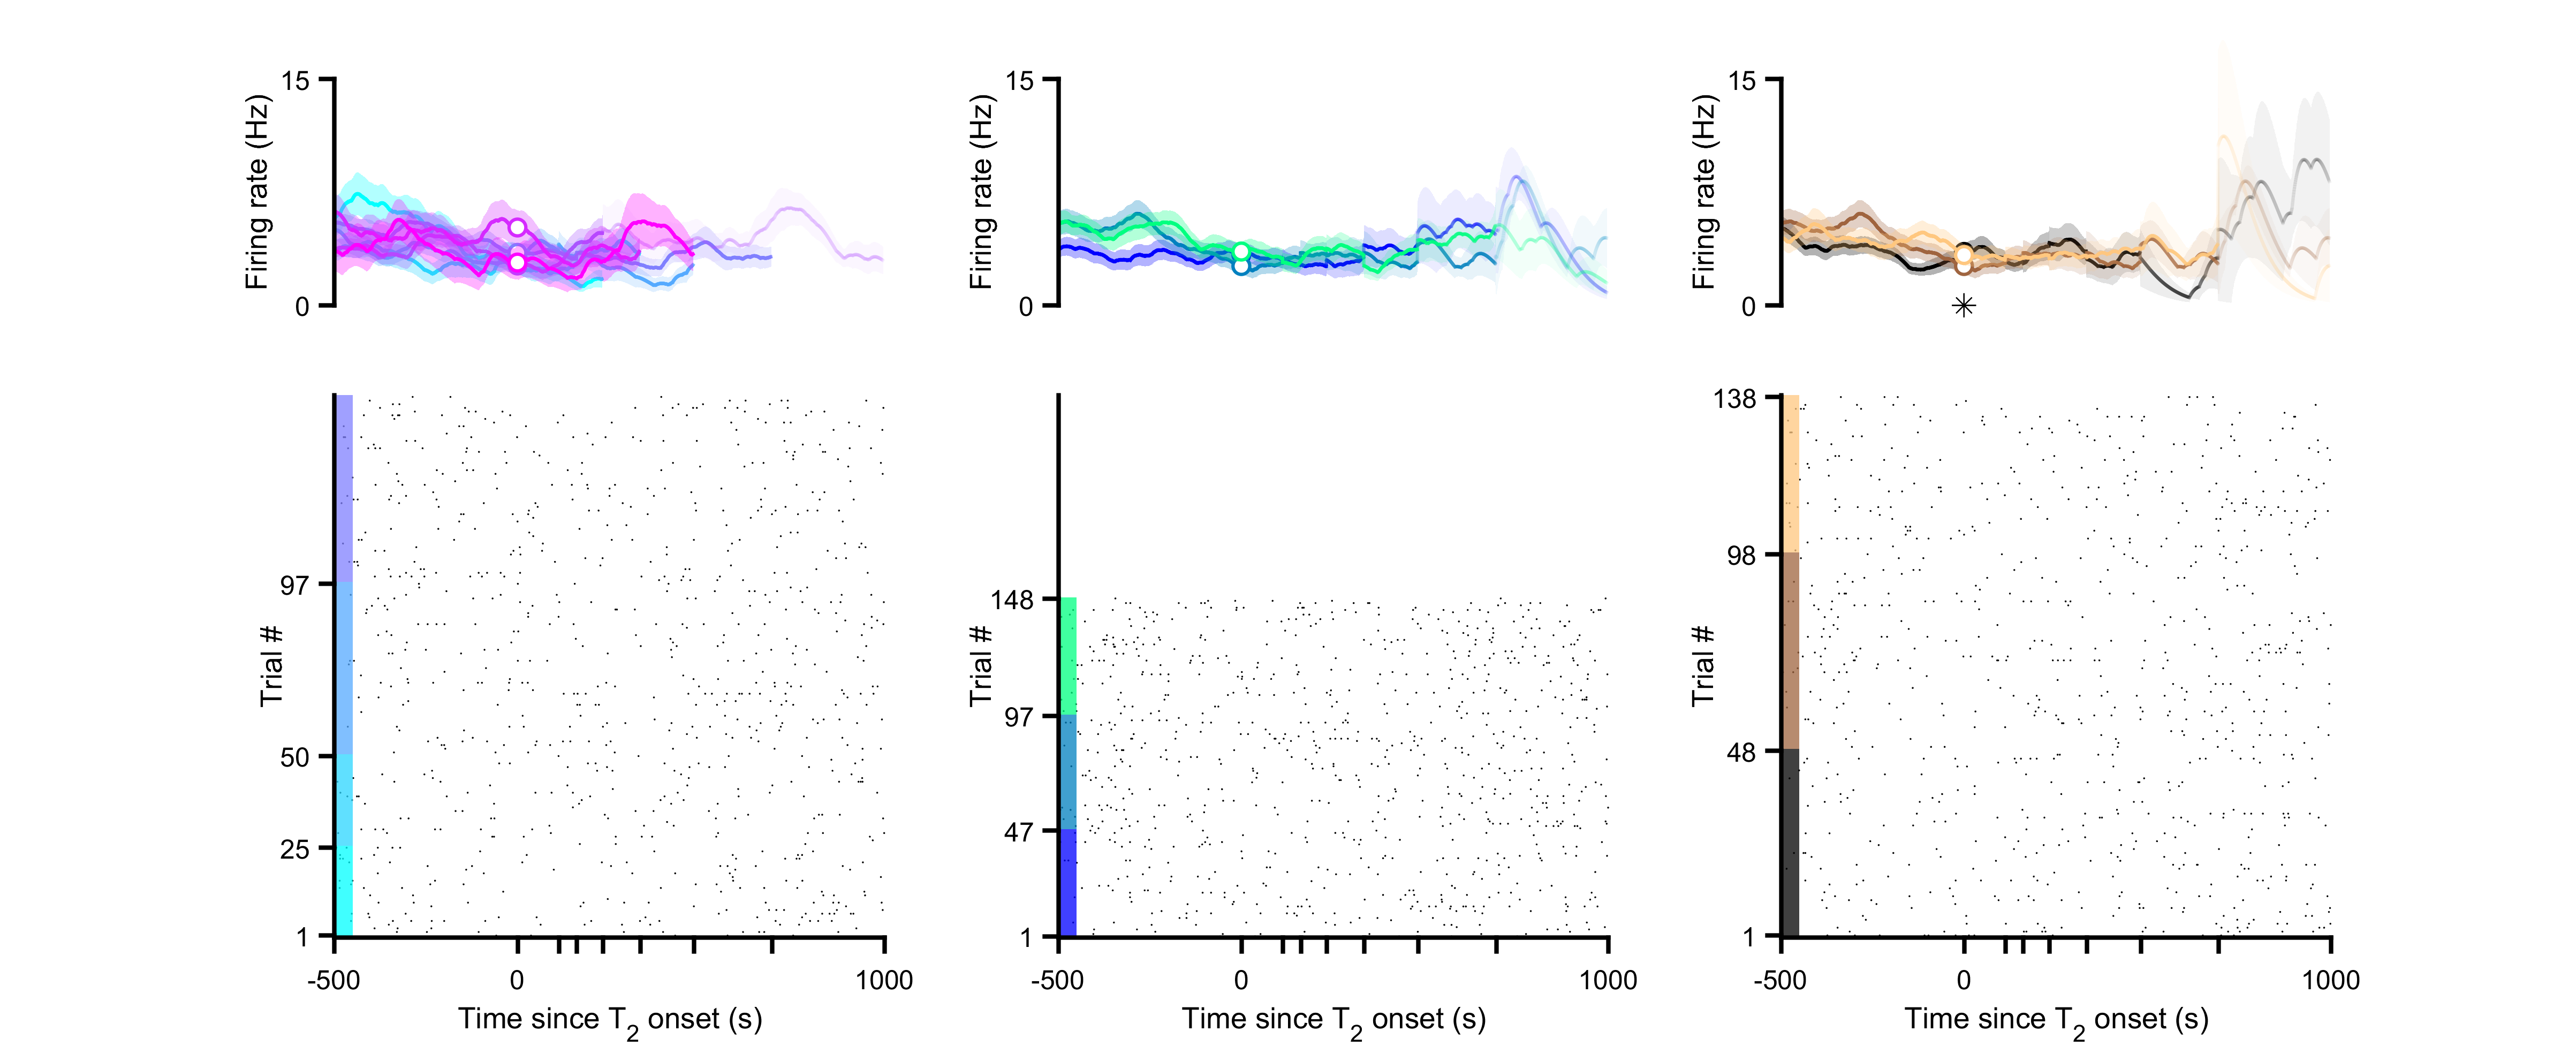 15
Firing rate (Hz)
0
15
Firing rate (Hz)
0
15
Firing rate (Hz)
0
97
50
25
1
Trial #
-500 0 1000
Time since T2 onset (s)
148
97
47
1
Trial #
-500 0 1000
Time since T2 onset (s)
138
98
48
1
Trial #
-500 0 1000
Time since T2 onset (s)